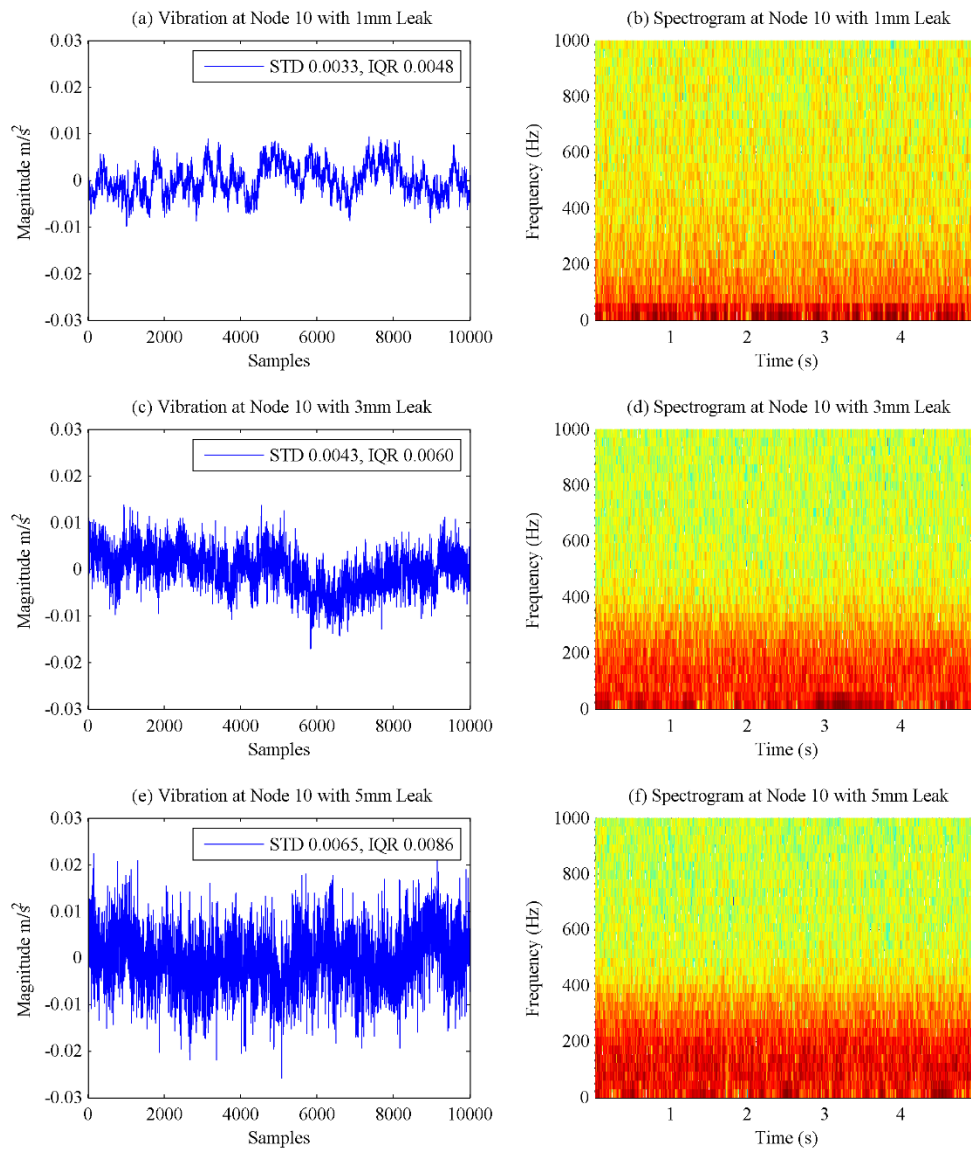 (a) Vibration at Node 10 with 1mm Leak
0.03
0.02
0.01
0
-0.01
-0.02
-0.03
Magnitude m/s²
STD 0.0033, IQR 0.0048
0 2000 4000 6000 8000 10000
Samples
(b) Spectrogram at Node 10 with 1mm Leak
1000
800
600
400
200
0
Frequency (Hz)
1 2 3 4
Time (s)
(c) Vibration at Node 10 with 3mm Leak
0.03
0.02
0.01
0
-0.01
-0.02
-0.03
Magnitude m/s²
STD 0.0043, IQR 0.0060
0 2000 4000 6000 8000 10000
Samples
(d) Spectrogram at Node 10 with 3mm Leak
1000
800
600
400
200
0
Frequency (Hz)
1 2 3 4
Time (s)
(e) Vibration at Node 10 with 5mm Leak
0.03
0.02
0.01
0
-0.01
-0.02
-0.03
Magnitude m/s²
STD 0.0065, IQR 0.0086
0 2000 4000 6000 8000 10000
Samples
(f) Spectrogram at Node 10 with 5mm Leak
1000
800
600
400
200
0
Frequency (Hz)
1 2 3 4
Time (s)